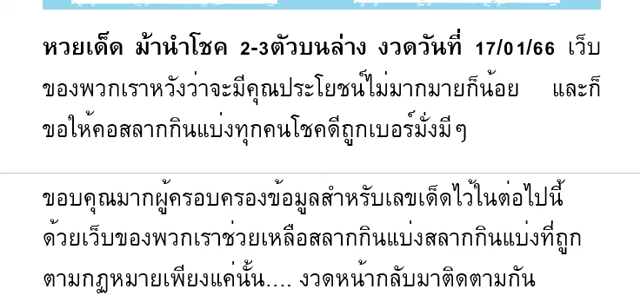 หวยเด็ด ม้านำโชค 2-3ตัวบนล่าง งวดวันที่ 17/01/66 เว็บ
ของพวกเราหวังว่าจะมีคุณประโยชน์ไม่มากมายก็น้อย และก็
ขอให้คอสลากกินแบ่งทุกคนโชคดีถูกเบอร์มั่งมีๆ
ขอบคุณมากผู้ครอบครองข้อมูลสำหรับเลขเด็ดไว้ในต่อไปนี้
ด้วยเว็บของพวกเราช่วยเหลือสลากกินแบ่งสลากกินแบ่งที่ถูก
ตามกฏหมายเพียงแค่นั้น.... งวดหน้ากลับมาติดตามกัน